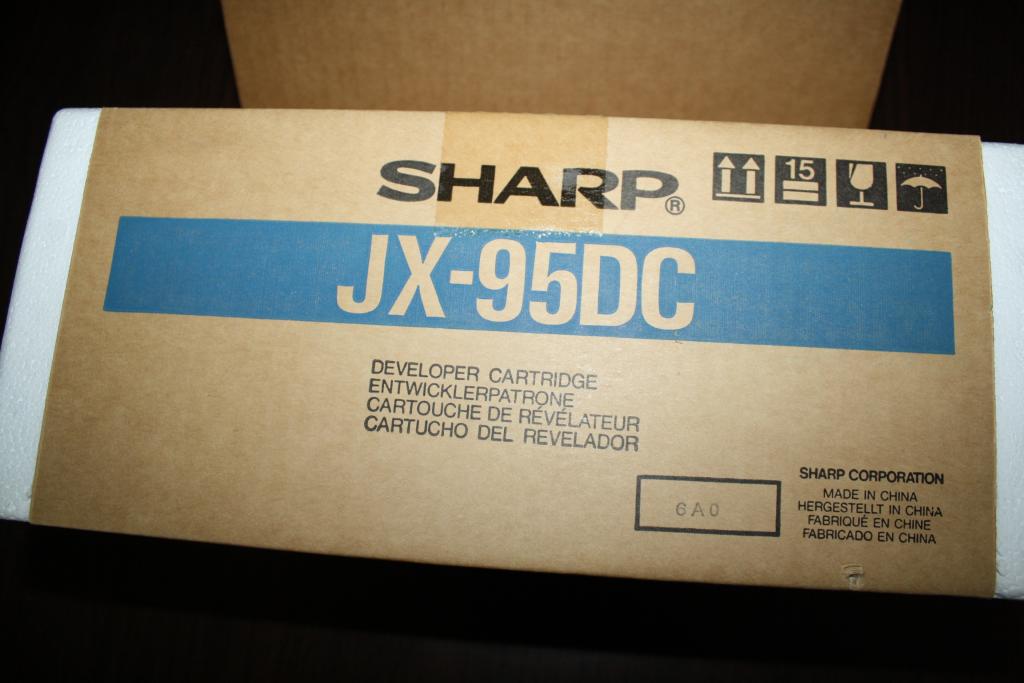 SHARP®
15
JX-95DC
DEVELOPER CARTRIDGE
ENTWICKLERPATRONE
CARTOUCHE DE RÉVÉLATEUR
CARTUCHO DEL REVELADOR
6A0
SHARP CORPORATION
MADE IN CHINA
HERGESTELLT IN CHINA
FABRIQUÉ EN CHINE
FABRICADO EN CHINA